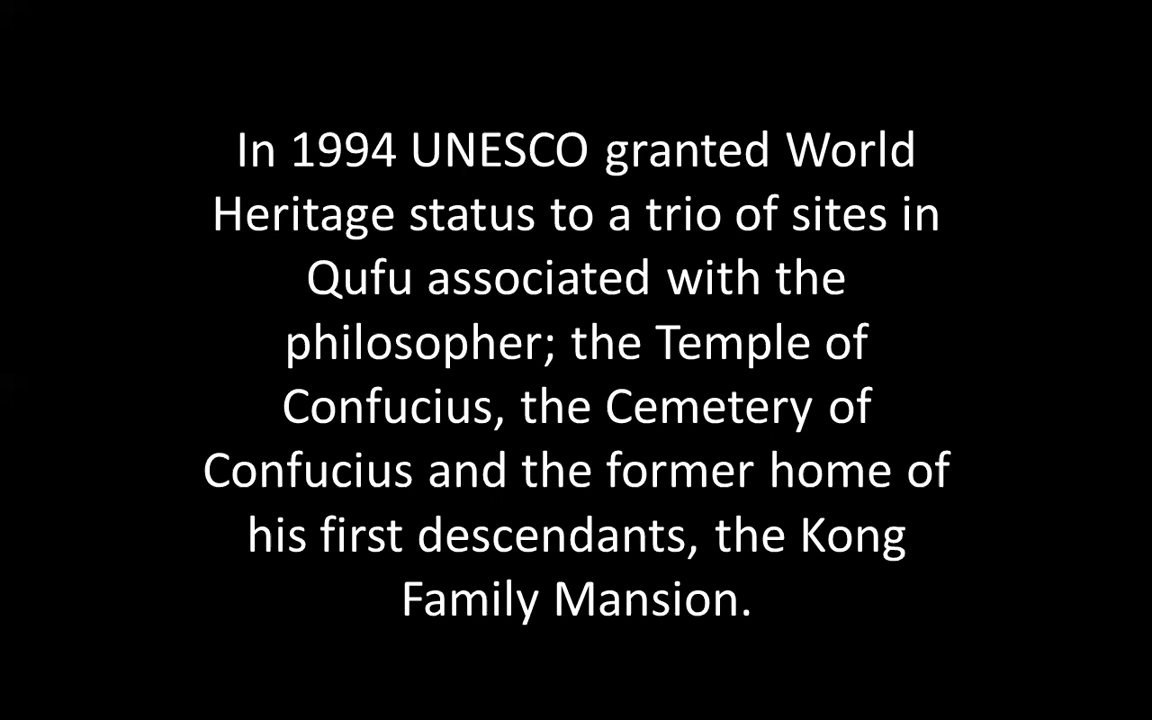 In 1994 UNESCO granted World
Heritage status to a trio of sites in
Qufu associated with the
philosopher; the Temple of
Confucius, the Cemetery of
Confucius and the former home of
his first descendants, the Kong
Family Mansion.